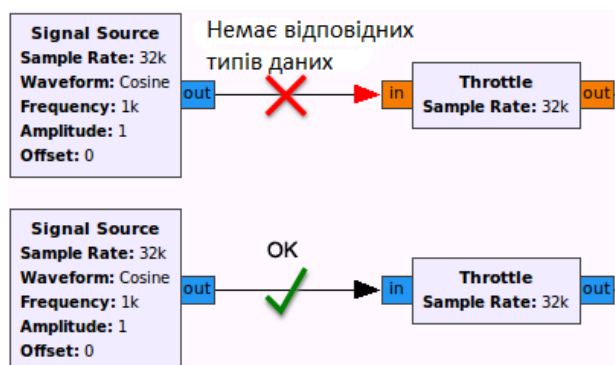 Signal Source
Sample Rate: 32k
Waveform: Cosine
Frequency: 1k
Amplitude: 1
Offset: 0
out
Немає відповідних
типів даних
in
Throttle
Sample Rate: 32k
out
Signal Source
Sample Rate: 32k
Waveform: Cosine
Frequency: 1k
Amplitude: 1
Offset: 0
out
OK
in
Throttle
Sample Rate: 32k
out